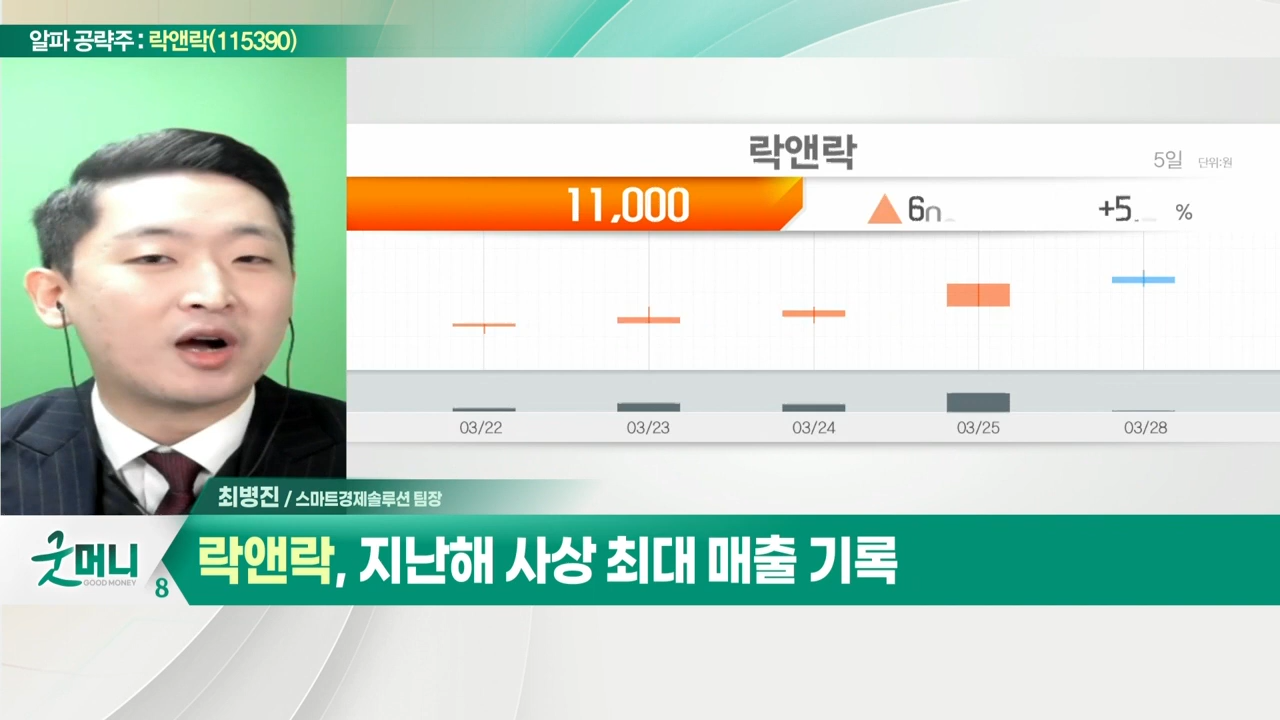 알파 공략주 : 락앤락(115390)
락앤락
5일 단위:원
11,000
+5 %
03/22 03/23 03/24 03/25 03/28
최병진 / 스마트경제솔루션 팀장
굿머니
GOOD MONEY
8
락앤락, 지난해 사상 최대 매출 기록